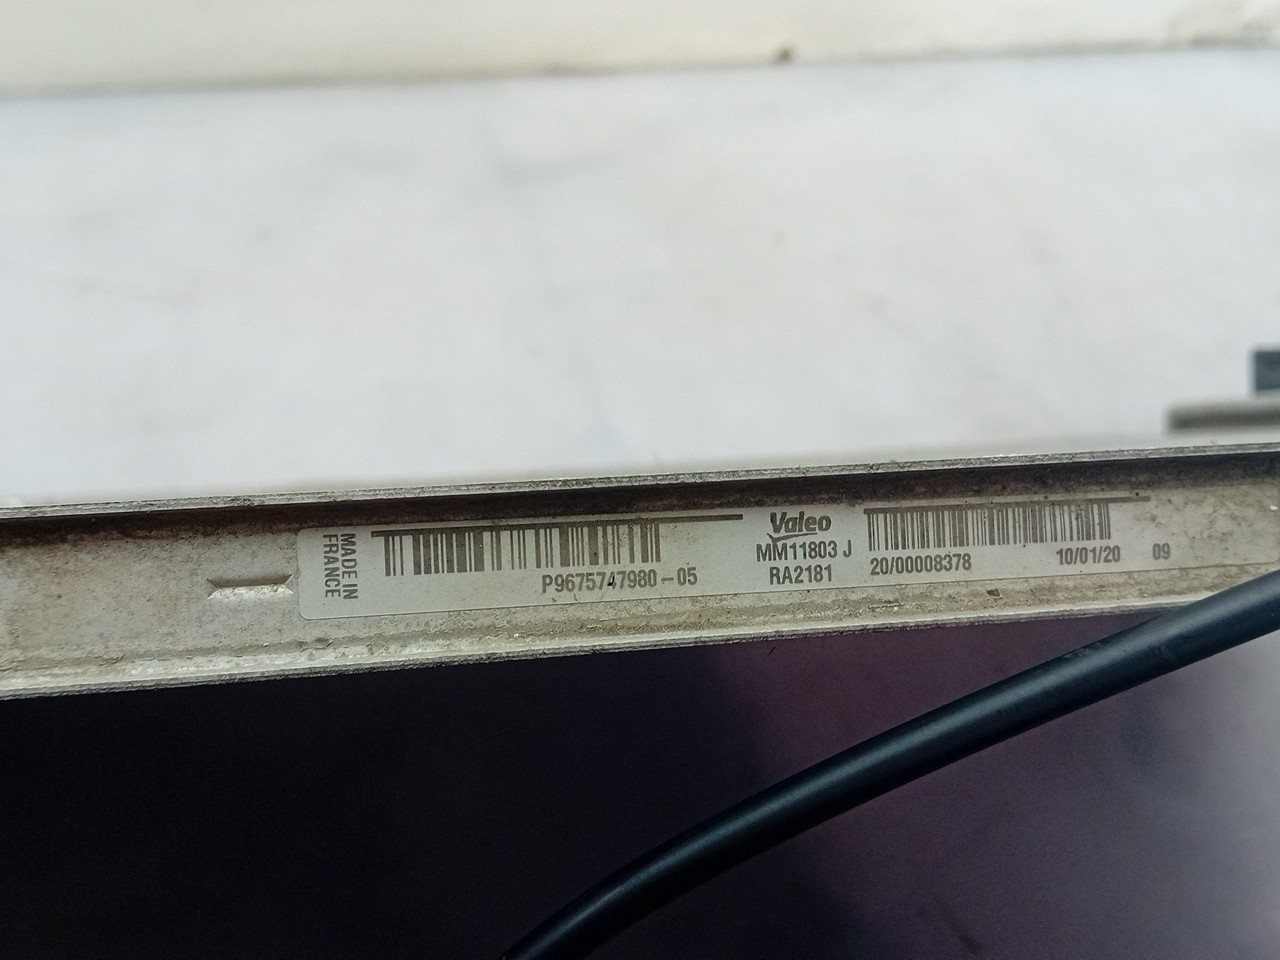 MADE IN
FRANCE
P9675747980-05
Valeo
MM11803 J
RA2181
20/00008378
10/01/20
09